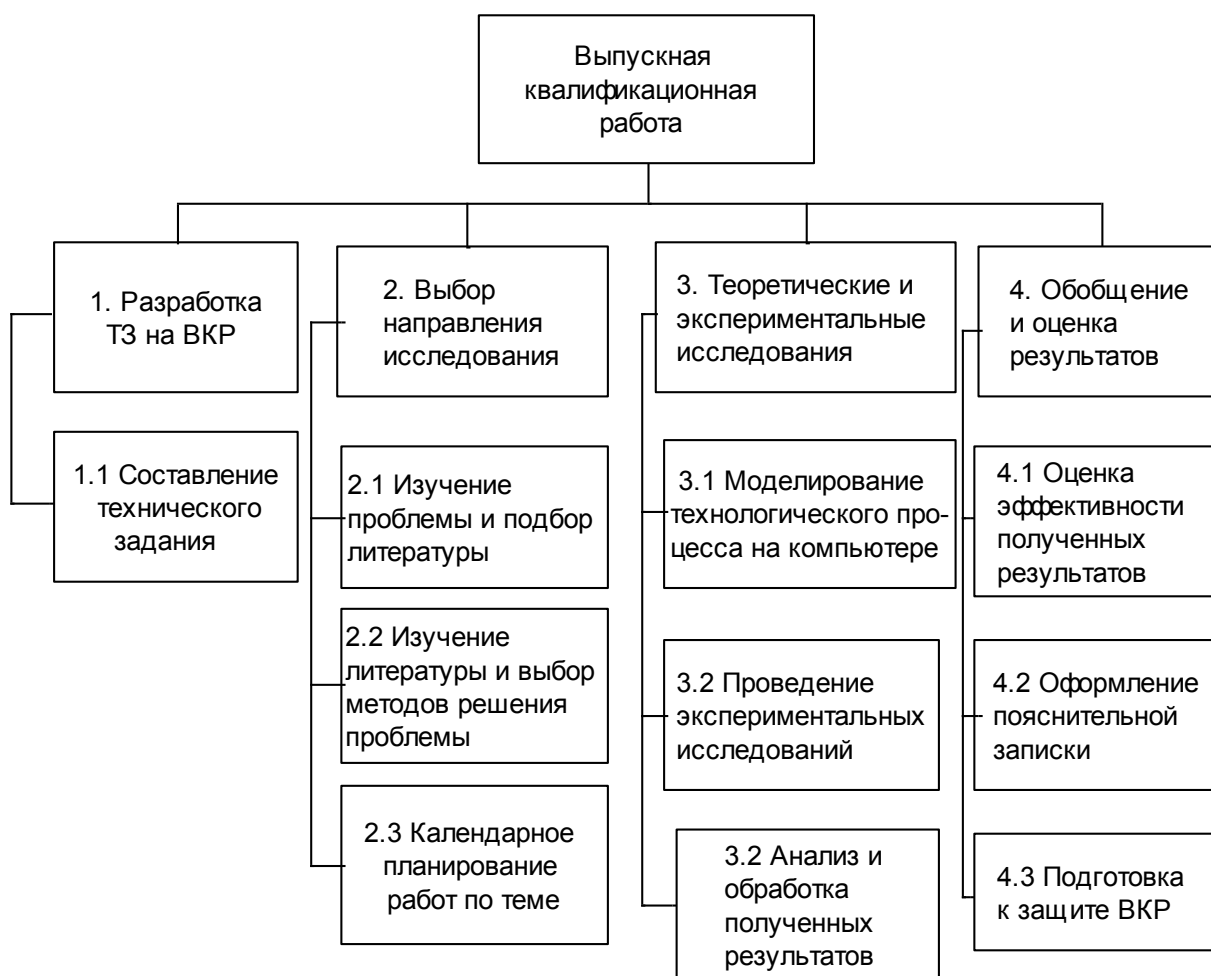 Выпускная
квалификационная
работа
1. Разработка
ТЗ на ВКР
2. Выбор
направления
исследования
3. Теоретические и
экспериментальные
исследования
4. Обобщение
и оценка
результатов
1.1 Составление
технического
задания
2.1 Изучение
проблемы и подбор
литературы
3.1 Моделирование
технологического про-
цесса на компьютере
4.1 Оценка
эффективности
полученных
результатов
2.2 Изучение
литературы и выбор
методов решения
проблемы
3.2 Проведение
экспериментальных
исследований
4.2 Оформление
пояснительной
записки
2.3 Календарное
планирование
работ по теме
3.2 Анализ и
обработка
полученных
результатов
4.3 Подготовка
к защите ВКР